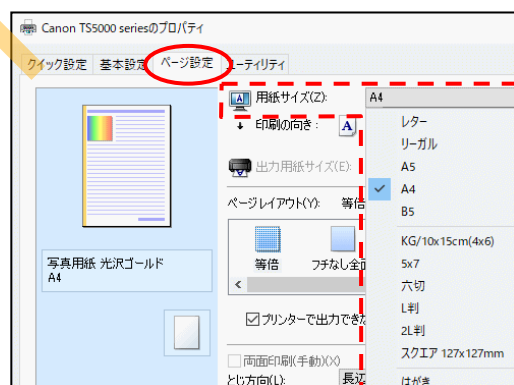 Canon TS5000 seriesのプロパティ
クイック設定 基本設定 ページ設定 ユーティリティ
用紙サイズ(Z): A4
印刷の向き: A
出力用紙サイズ(E):
ページレイアウト(Y): 等倍
等倍 フチなし全面
写真用紙 光沢ゴールド
A4
プリンターで出力でき
両面印刷(手動)(X)
とじ方向(L): 長辺
レター
リーガル
A5
A4
B5
KG/10x15cm(4x6)
5x7
六切
L判
2L判
スクエア 127x127mm
はがき